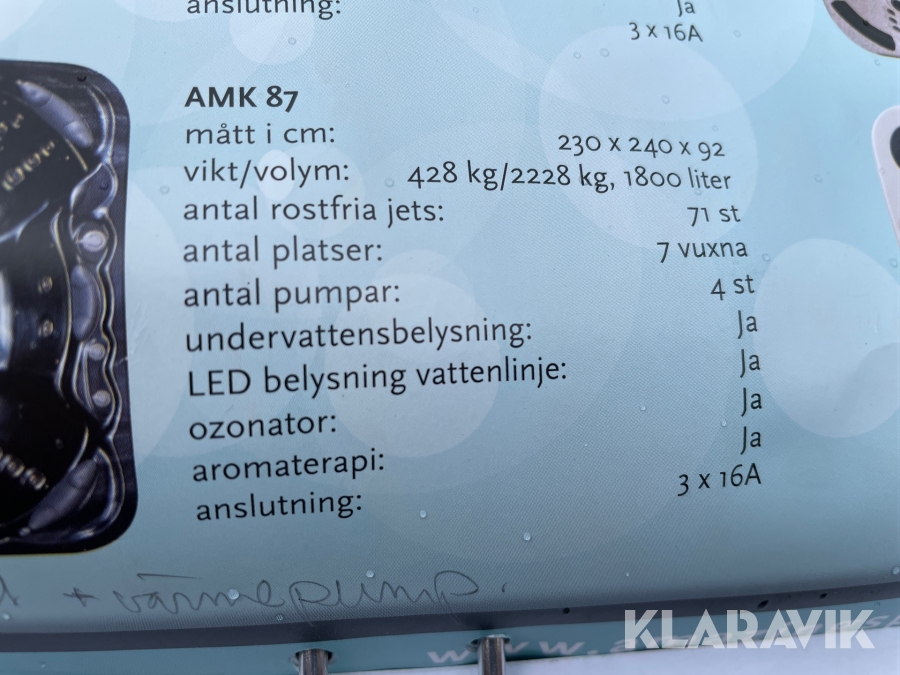 anslutning:
Ja
3 x 16A
AMK 87
mått i cm: 230 x 240 x 92
vikt/volym: 428 kg/2228 kg, 1800 liter
antal rostfria jets: 71 st
antal platser: 7 vuxna
antal pumpar: 4 st
undervattensbelysning: Ja
LED belysning vattenlinje: Ja
ozonator: Ja
aromaterapi: Ja
anslutning: 3 x 16A
+ värmepump.
KLARAVIK